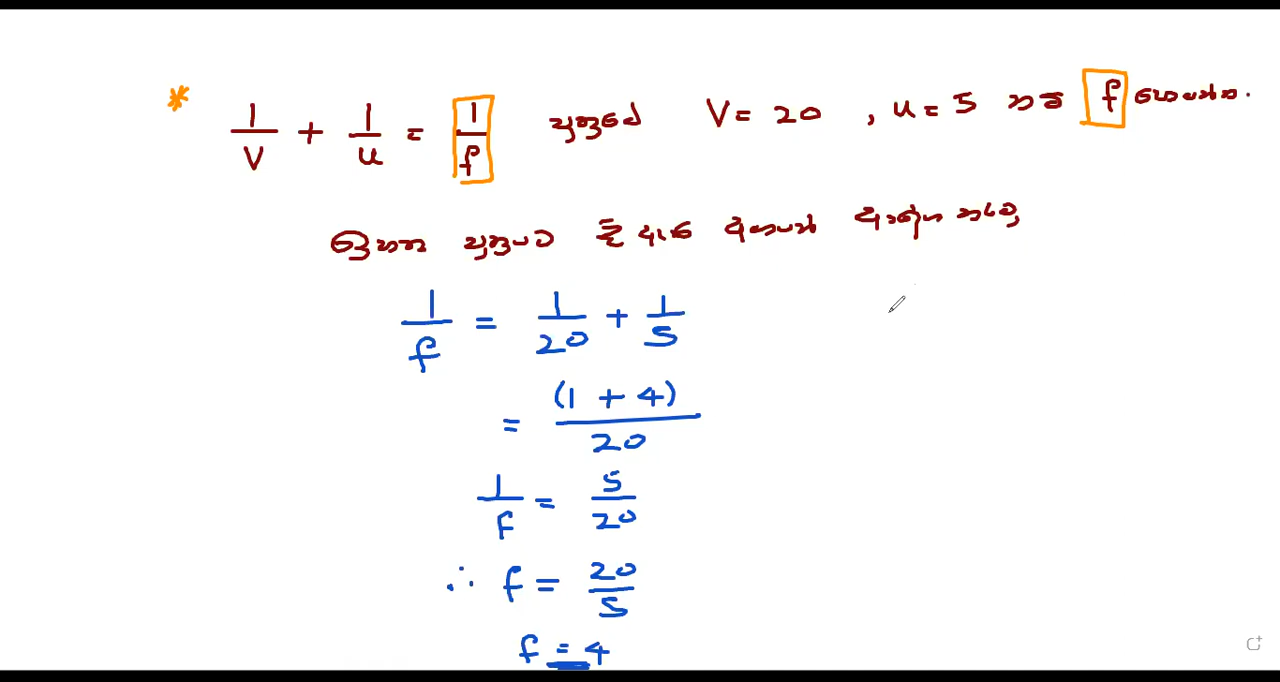 * 1/v + 1/u = 1/f සූත්‍රයේ V = 20 , u = 5 නම් f සොයන්න.
ඉහත සූත්‍රයට දී ඇති අගයන් ආදේශ කරමු
1/f = 1/20 + 1/5
= (1 + 4)/20
1/f = 5/20
∴ f = 20/5
f = 4